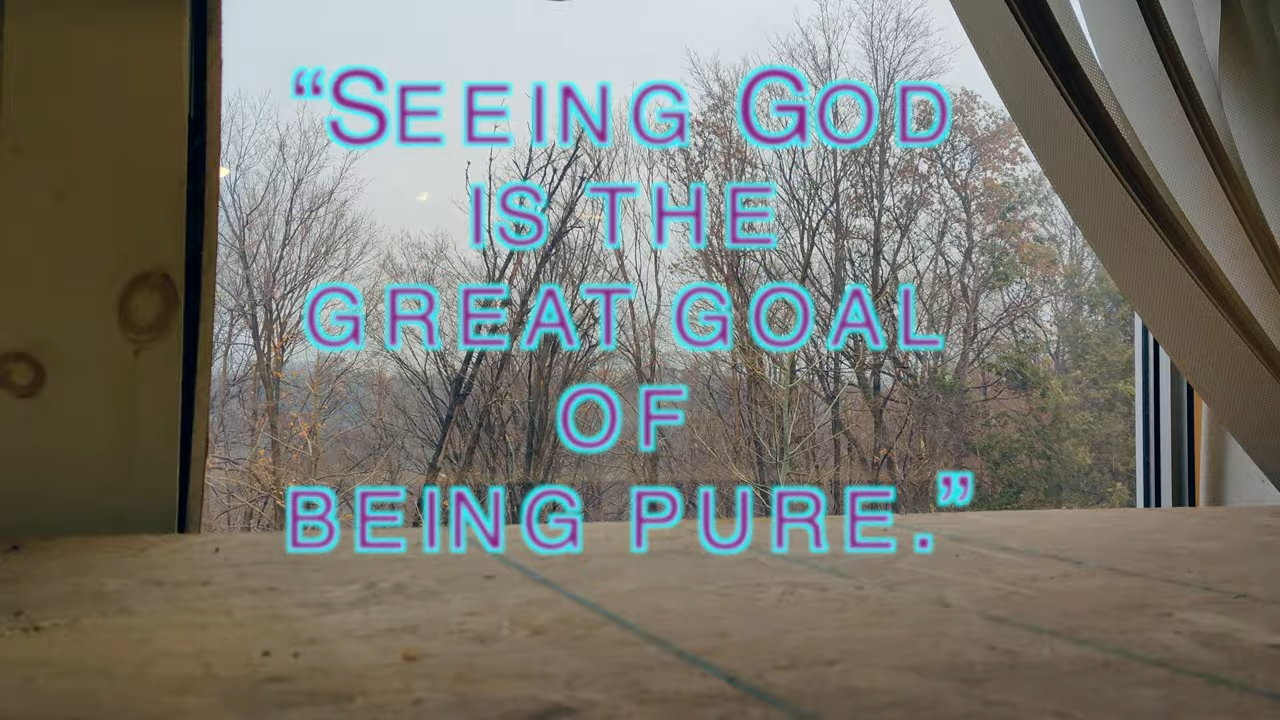 “Seeing God
is the
great goal
of
being pure.”